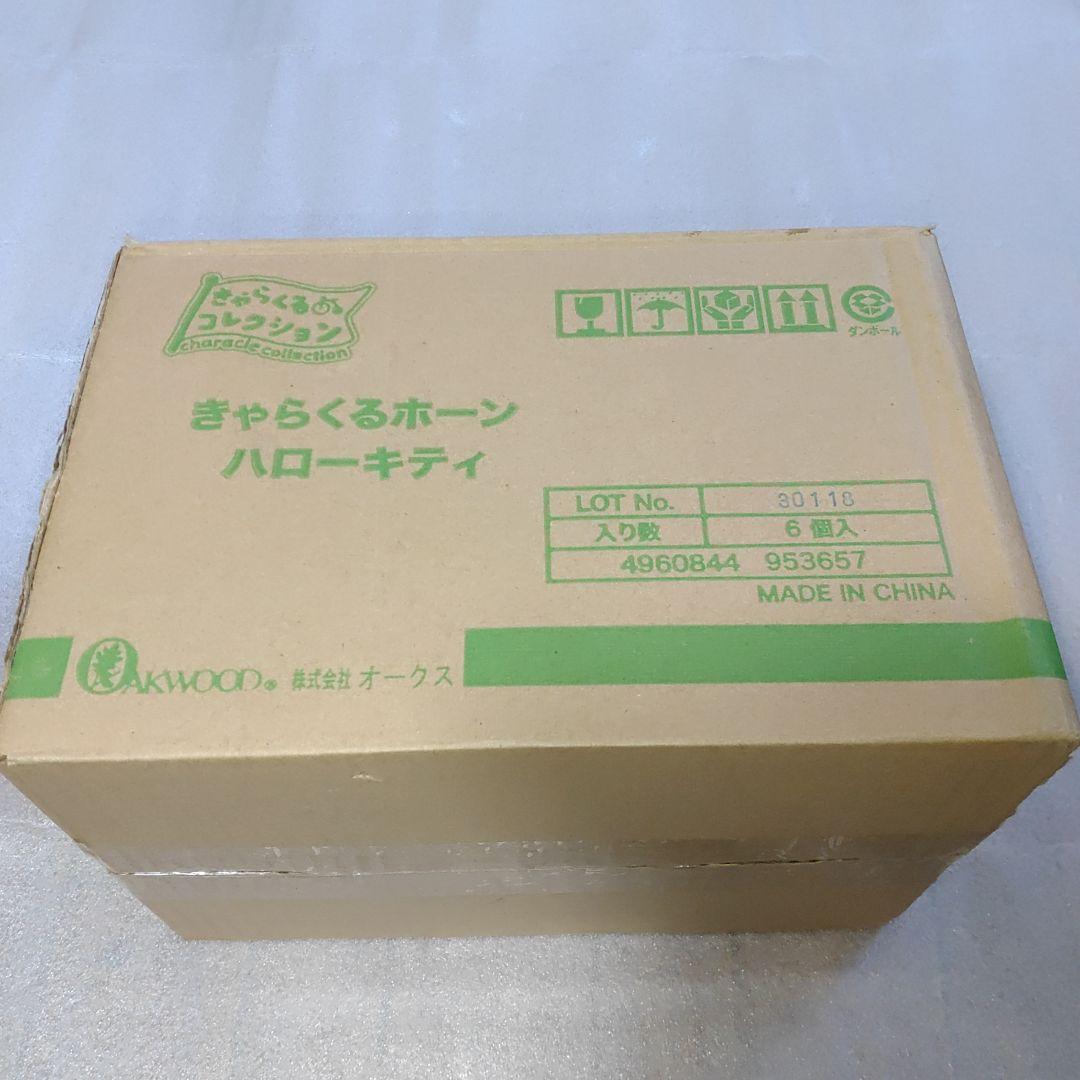 きゃらくる
コレクション
characle collection
ダンボール
きゃらくるホーン
ハローキティ
LOT No. 30118
入り数 6個入
4960844 953657
MADE IN CHINA
OAKWOOD® 株式会社 オークス